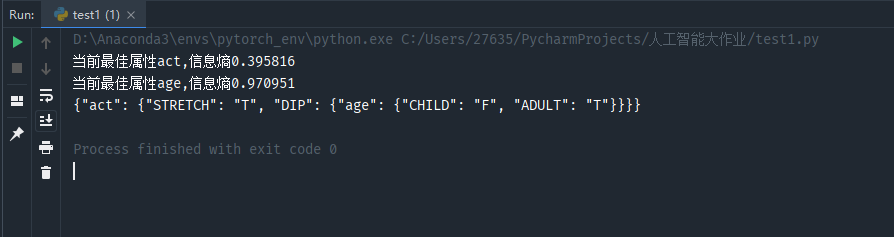 Run:
test1 (1)
D:\Anaconda3\envs\pytorch_env\python.exe C:/Users/27635/PycharmProjects/人工智能大作业/test1.py
当前最佳属性act,信息熵0.395816
当前最佳属性age,信息熵0.970951
{"act": {"STRETCH": "T", "DIP": {"age": {"CHILD": "F", "ADULT": "T"}}}}
Process finished with exit code 0